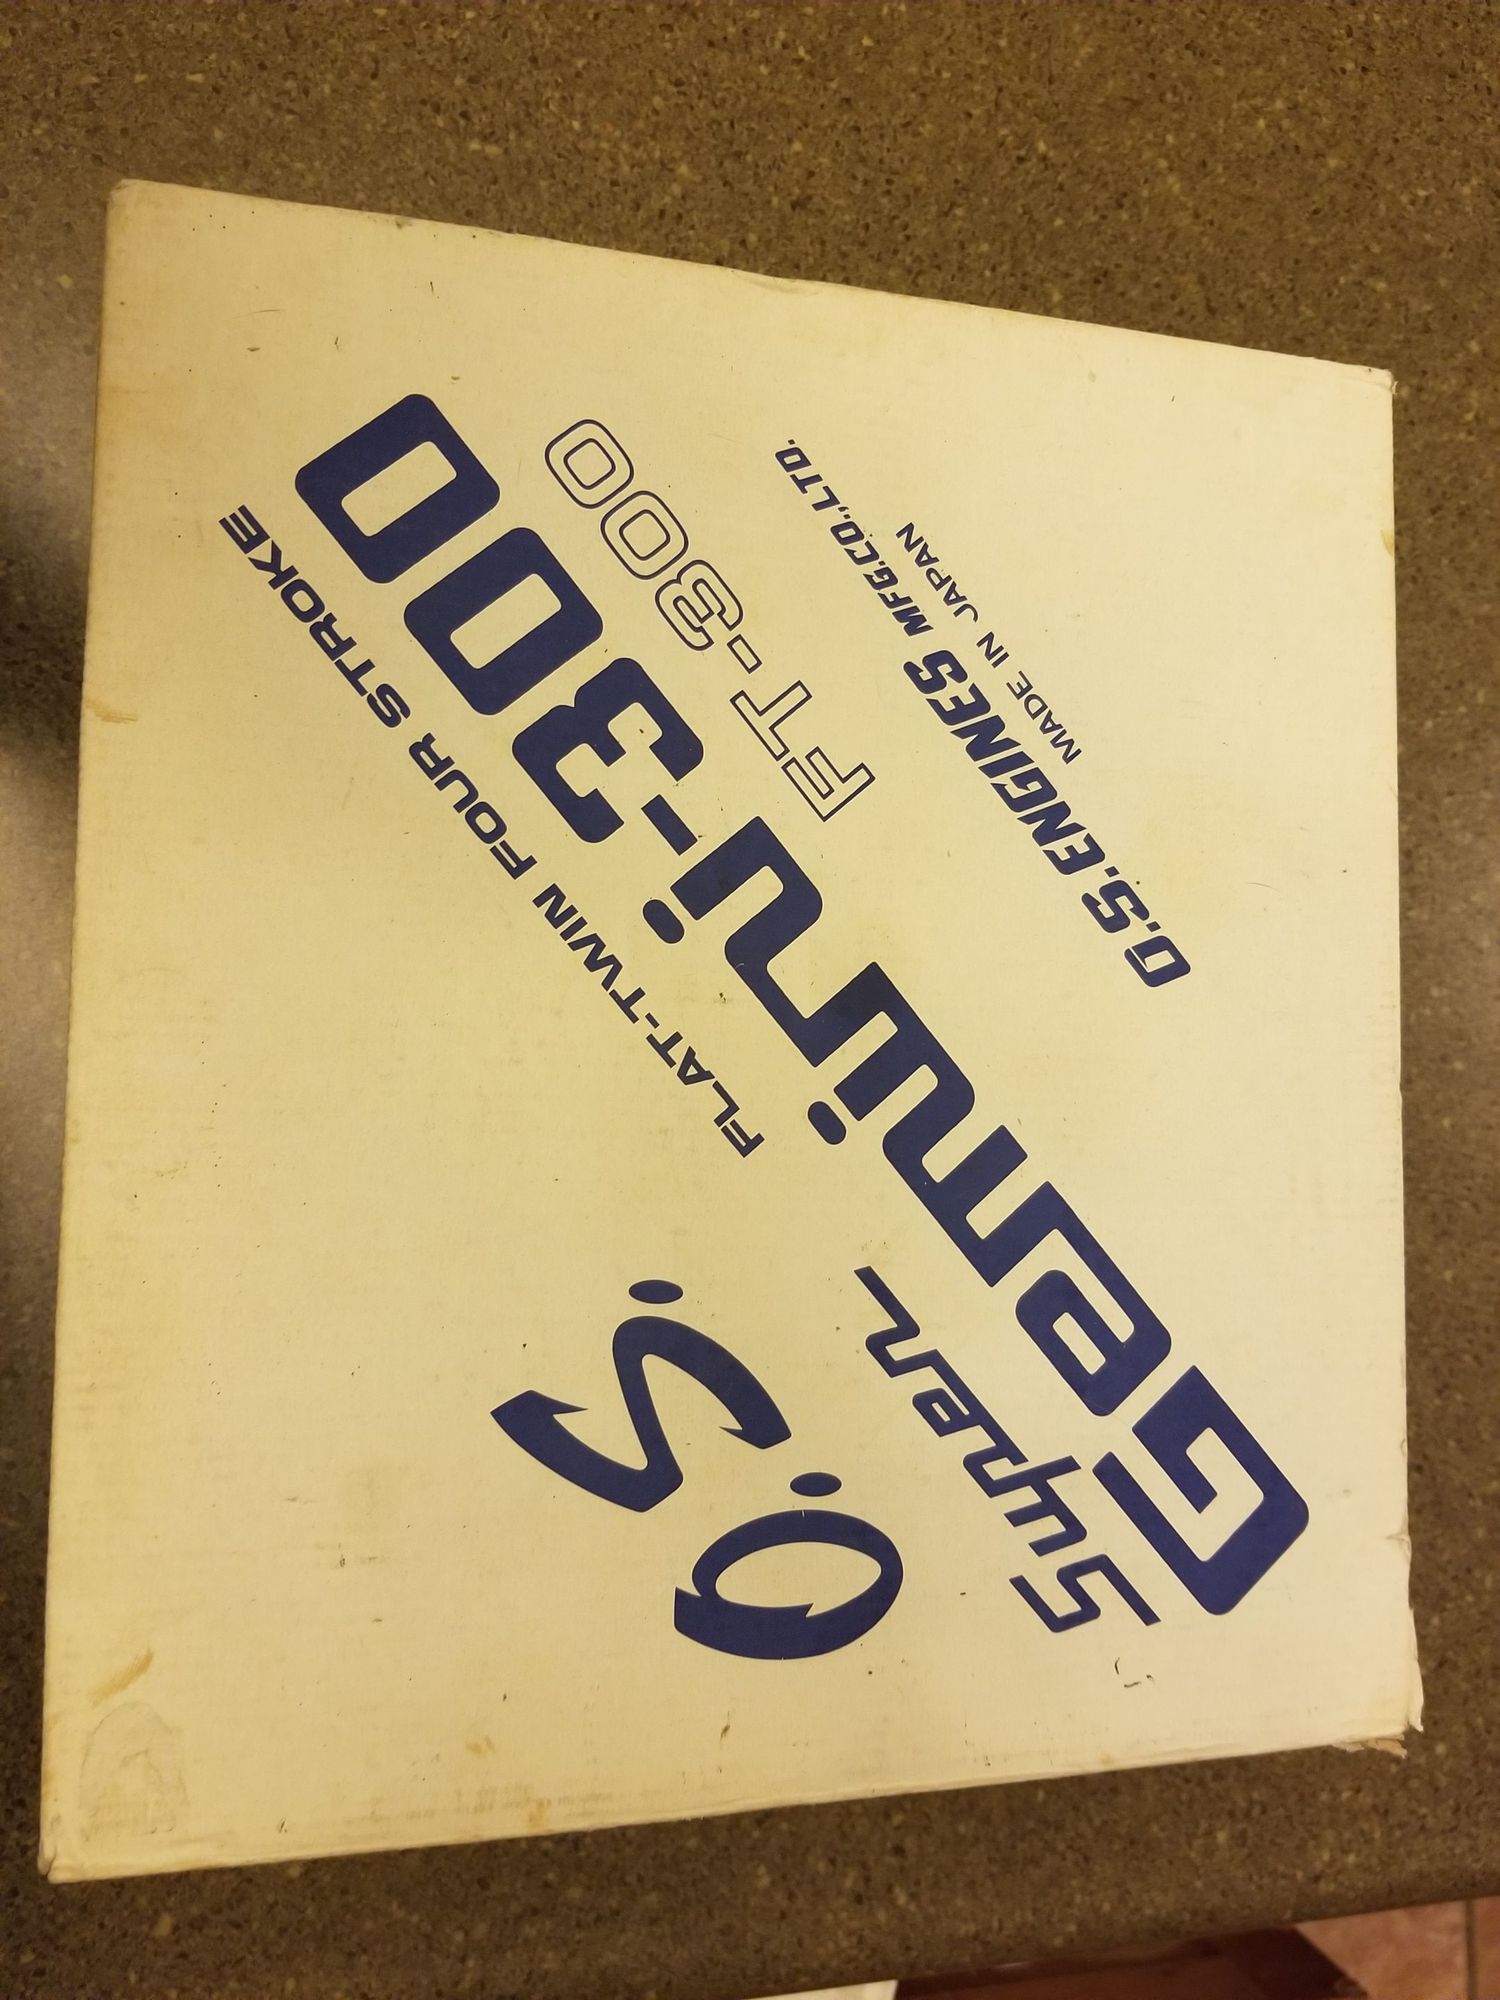 O.S.
FLAT-TWIN FOUR STROKE
Super
Gemini-300
FT-300
O.S. ENGINES MFG.CO.,LTD.
MADE IN JAPAN